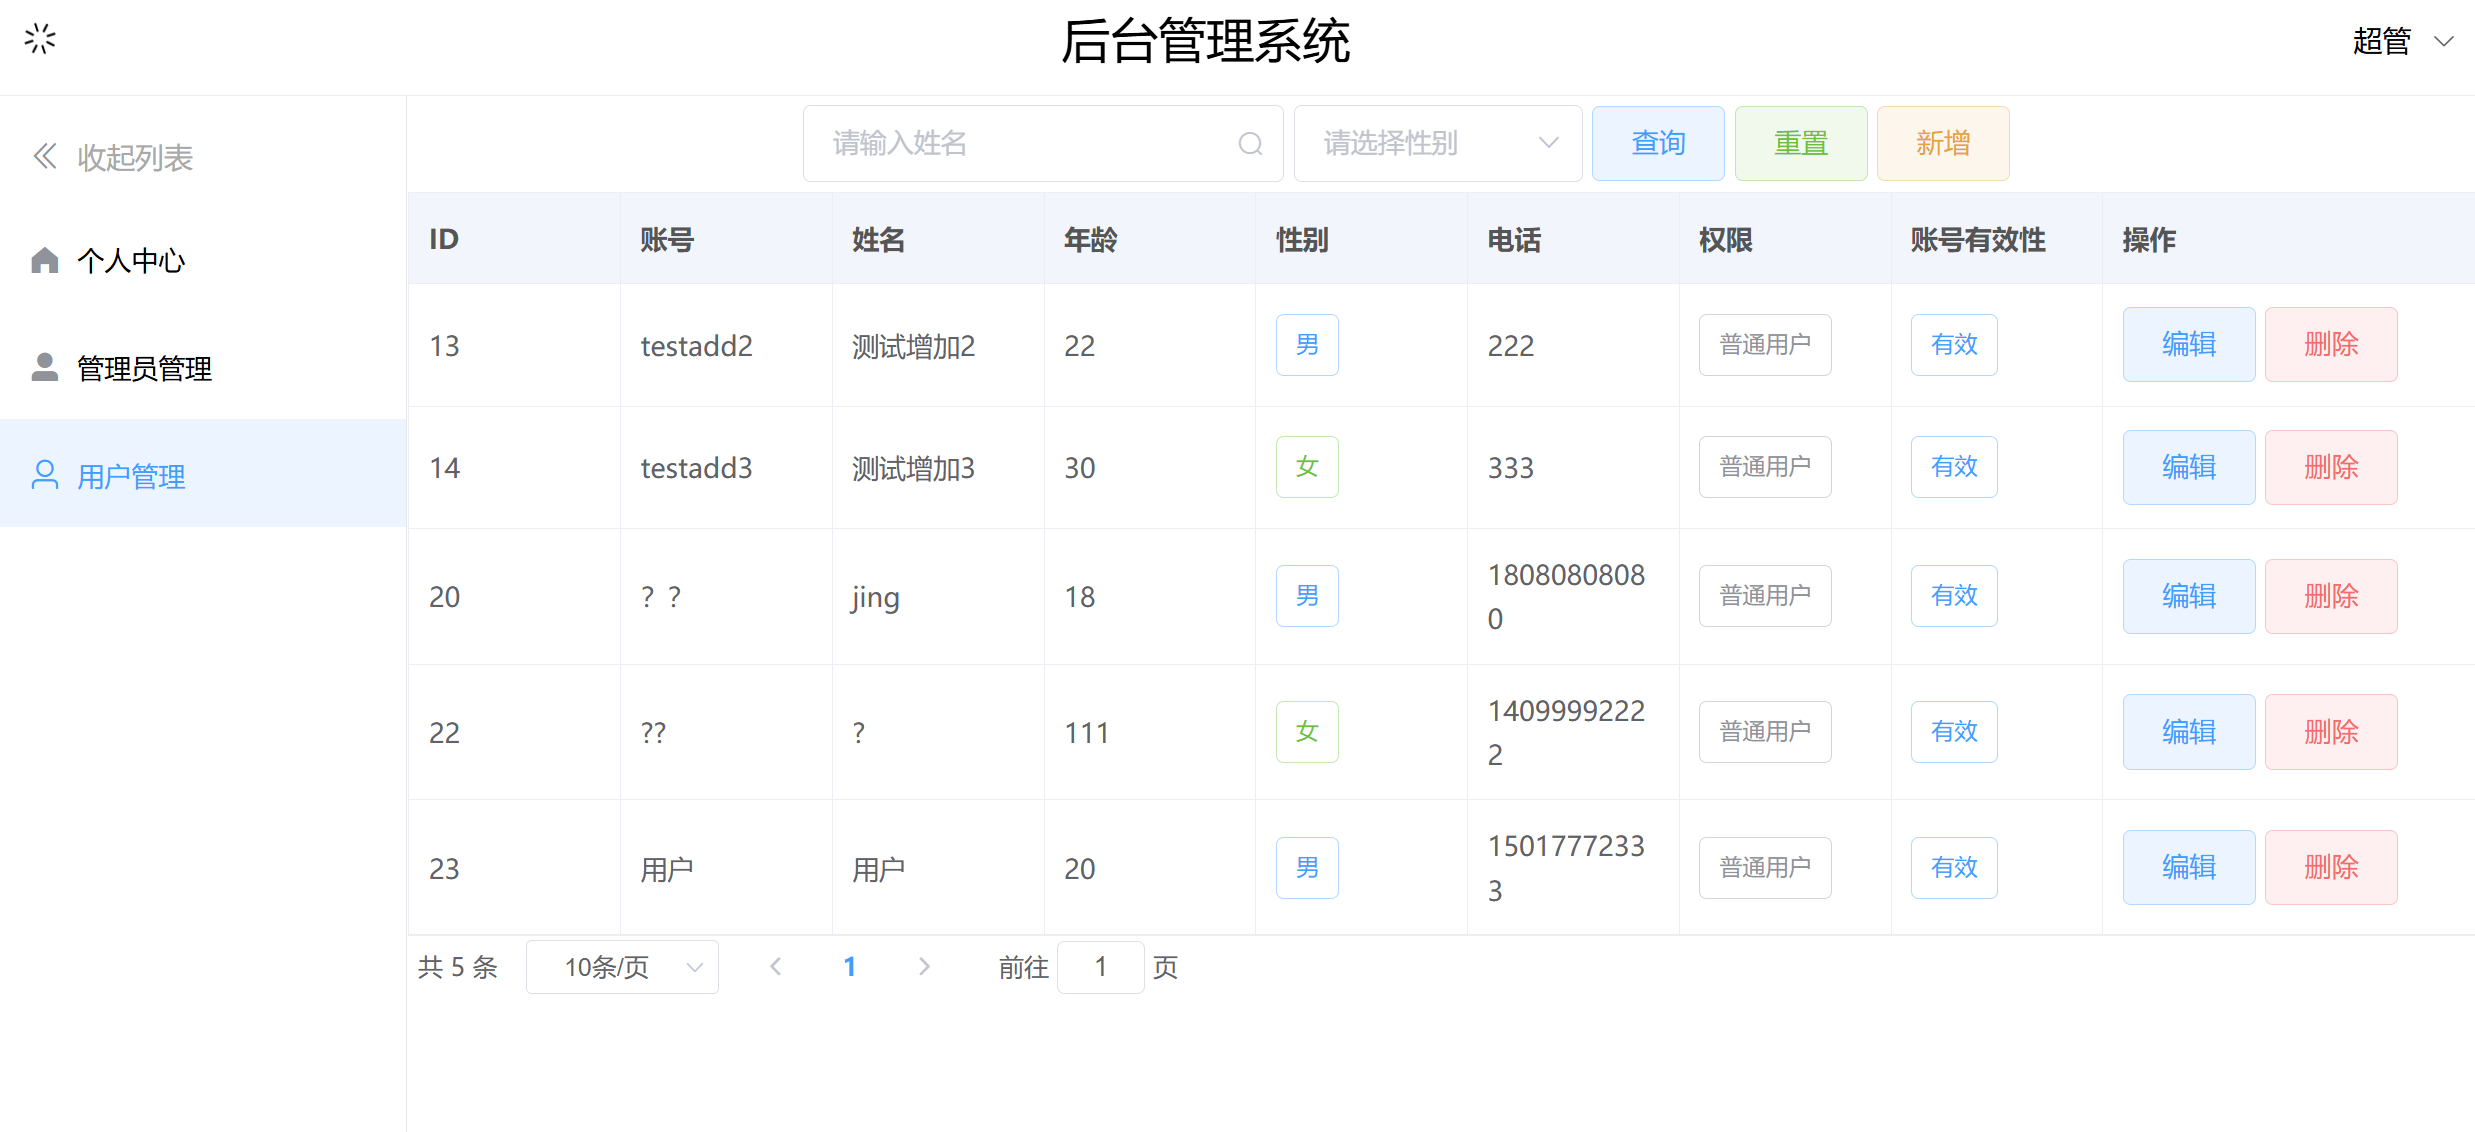 后台管理系统
超管
收起列表
个人中心
管理员管理
用户管理
请输入姓名 请选择性别 查询 重置 新增
ID 账号 姓名 年龄 性别 电话 权限 账号有效性 操作
13 testadd2 测试增加2 22 男 222 普通用户 有效 编辑 删除
14 testadd3 测试增加3 30 女 333 普通用户 有效 编辑 删除
20 ？？ jing 18 男 1808080808
0 普通用户 有效 编辑 删除
22 ?? ? 111 女 1409999222
2 普通用户 有效 编辑 删除
23 用户 用户 20 男 1501777233
3 普通用户 有效 编辑 删除
共 5 条 10条/页 1 前往 1 页